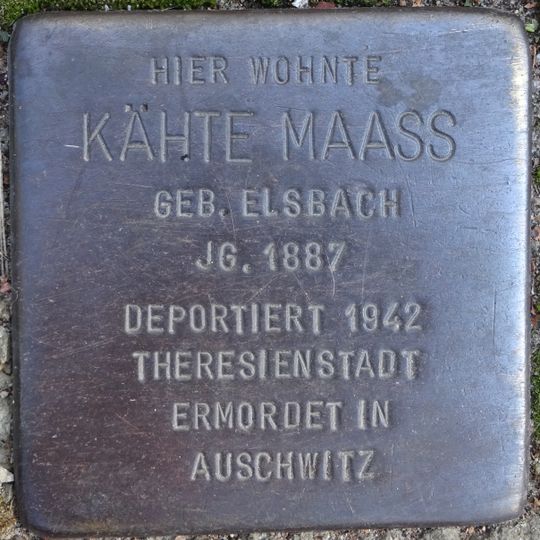 HIER WOHNTE
KÄHTE MAASS
GEB. ELSBACH
JG. 1887
DEPORTIERT 1942
THERESIENSTADT
ERMORDET IN
AUSCHWITZ